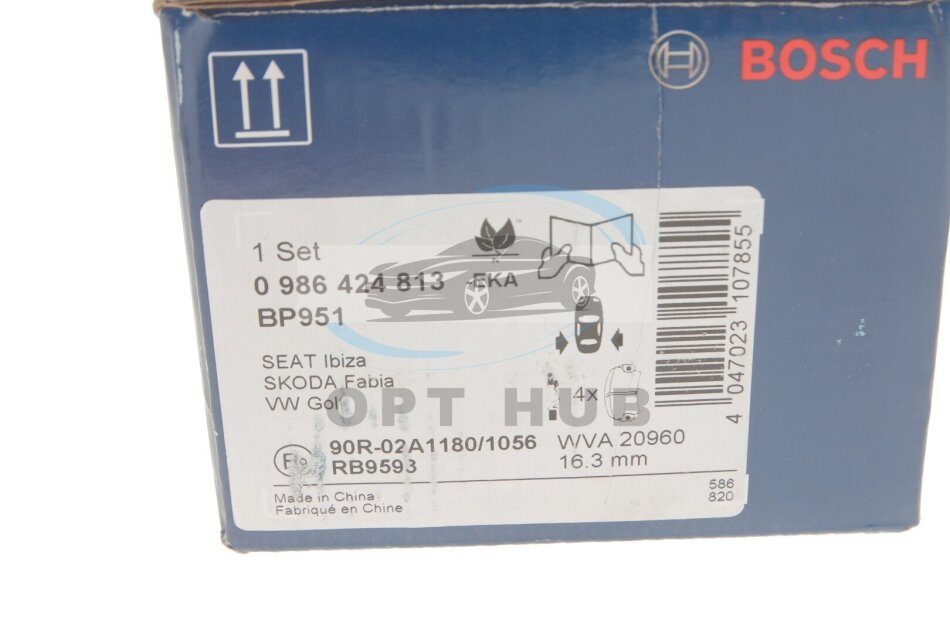 BOSCH
1 Set
0 986 424 813
EKA
BP951
SEAT Ibiza
SKODA Fabia
VW Golf
4x
OPT HUB
90R-02A1180/1056
WVA 20960
RB9593
16.3 mm
Made in China
Fabriqué en Chine
586
820
4 047023 107855